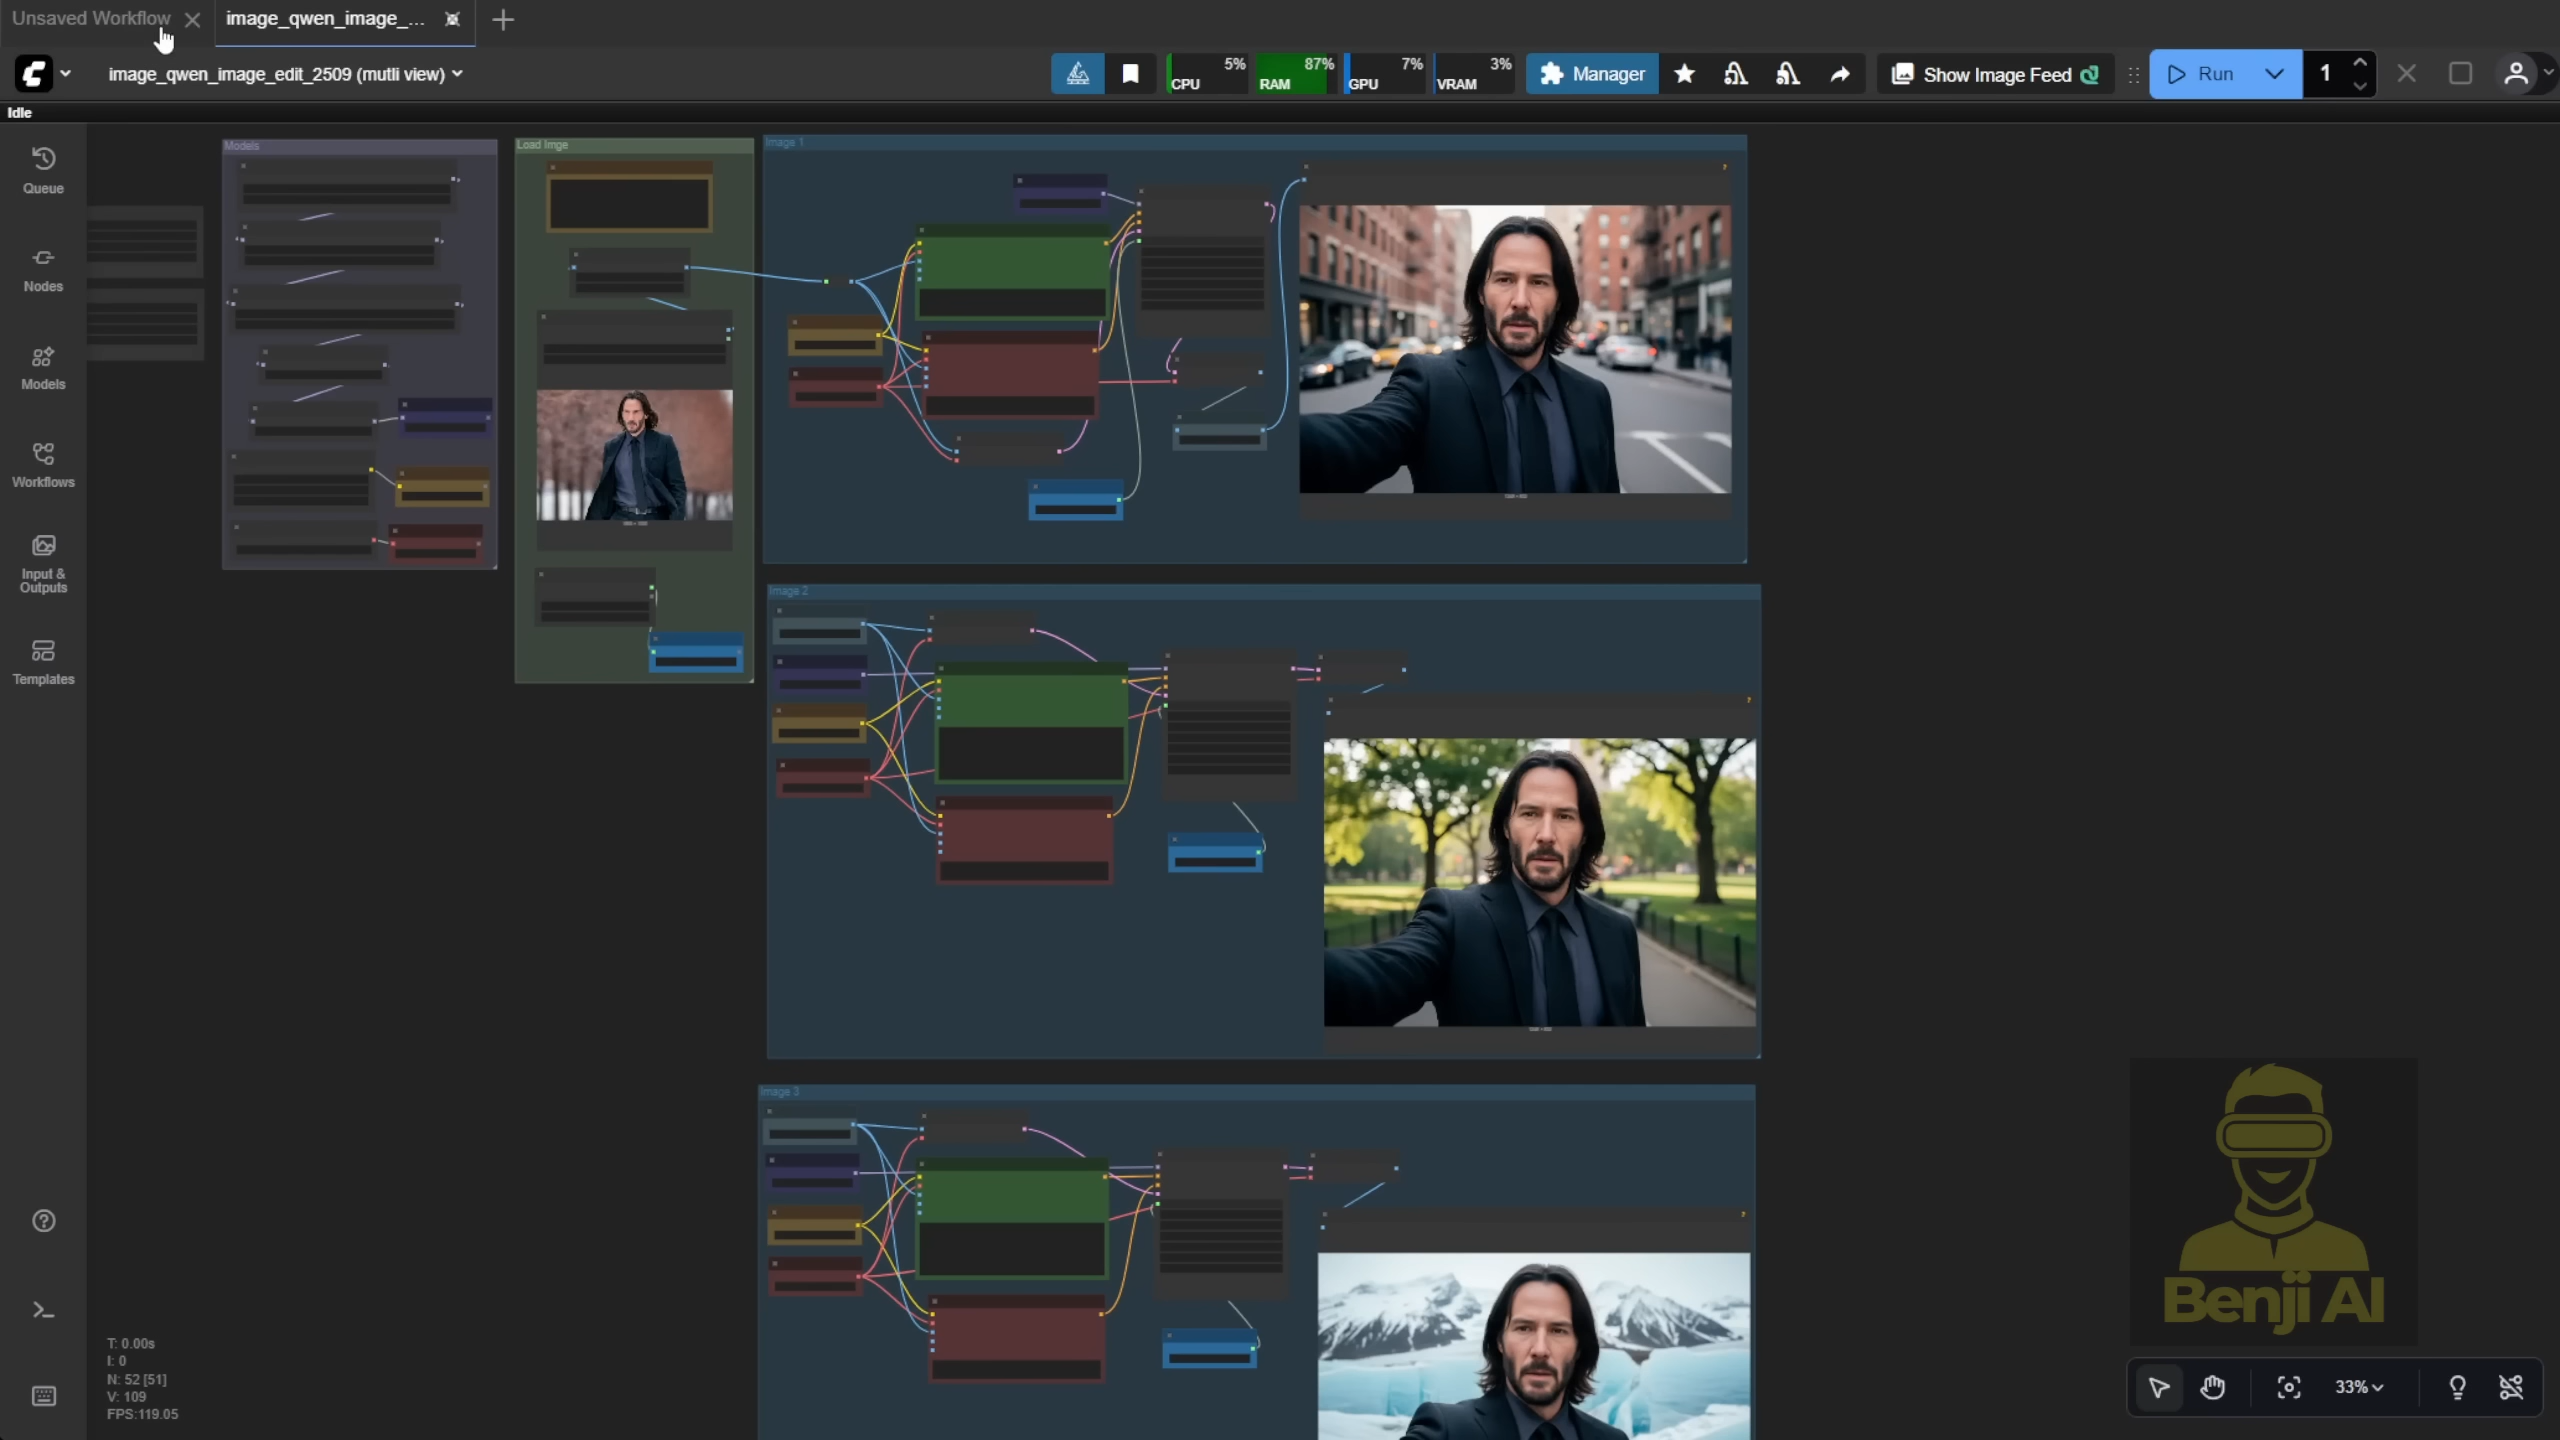 Unsaved Workflow
image_qwen_image_...
image_qwen_image_edit_2509 (mutli view)
5%
CPU
87%
RAM
7%
GPU
3%
VRAM
Manager
Show Image Feed
Run
1
Idle
Queue
Nodes
Models
Workflows
Input &
Outputs
Templates
Models
Load Imge
Image 1
Image 2
Image 3
T: 0.00s
I: 0
N: 52 [51]
V: 109
FPS:119.05
Benji AI
33%